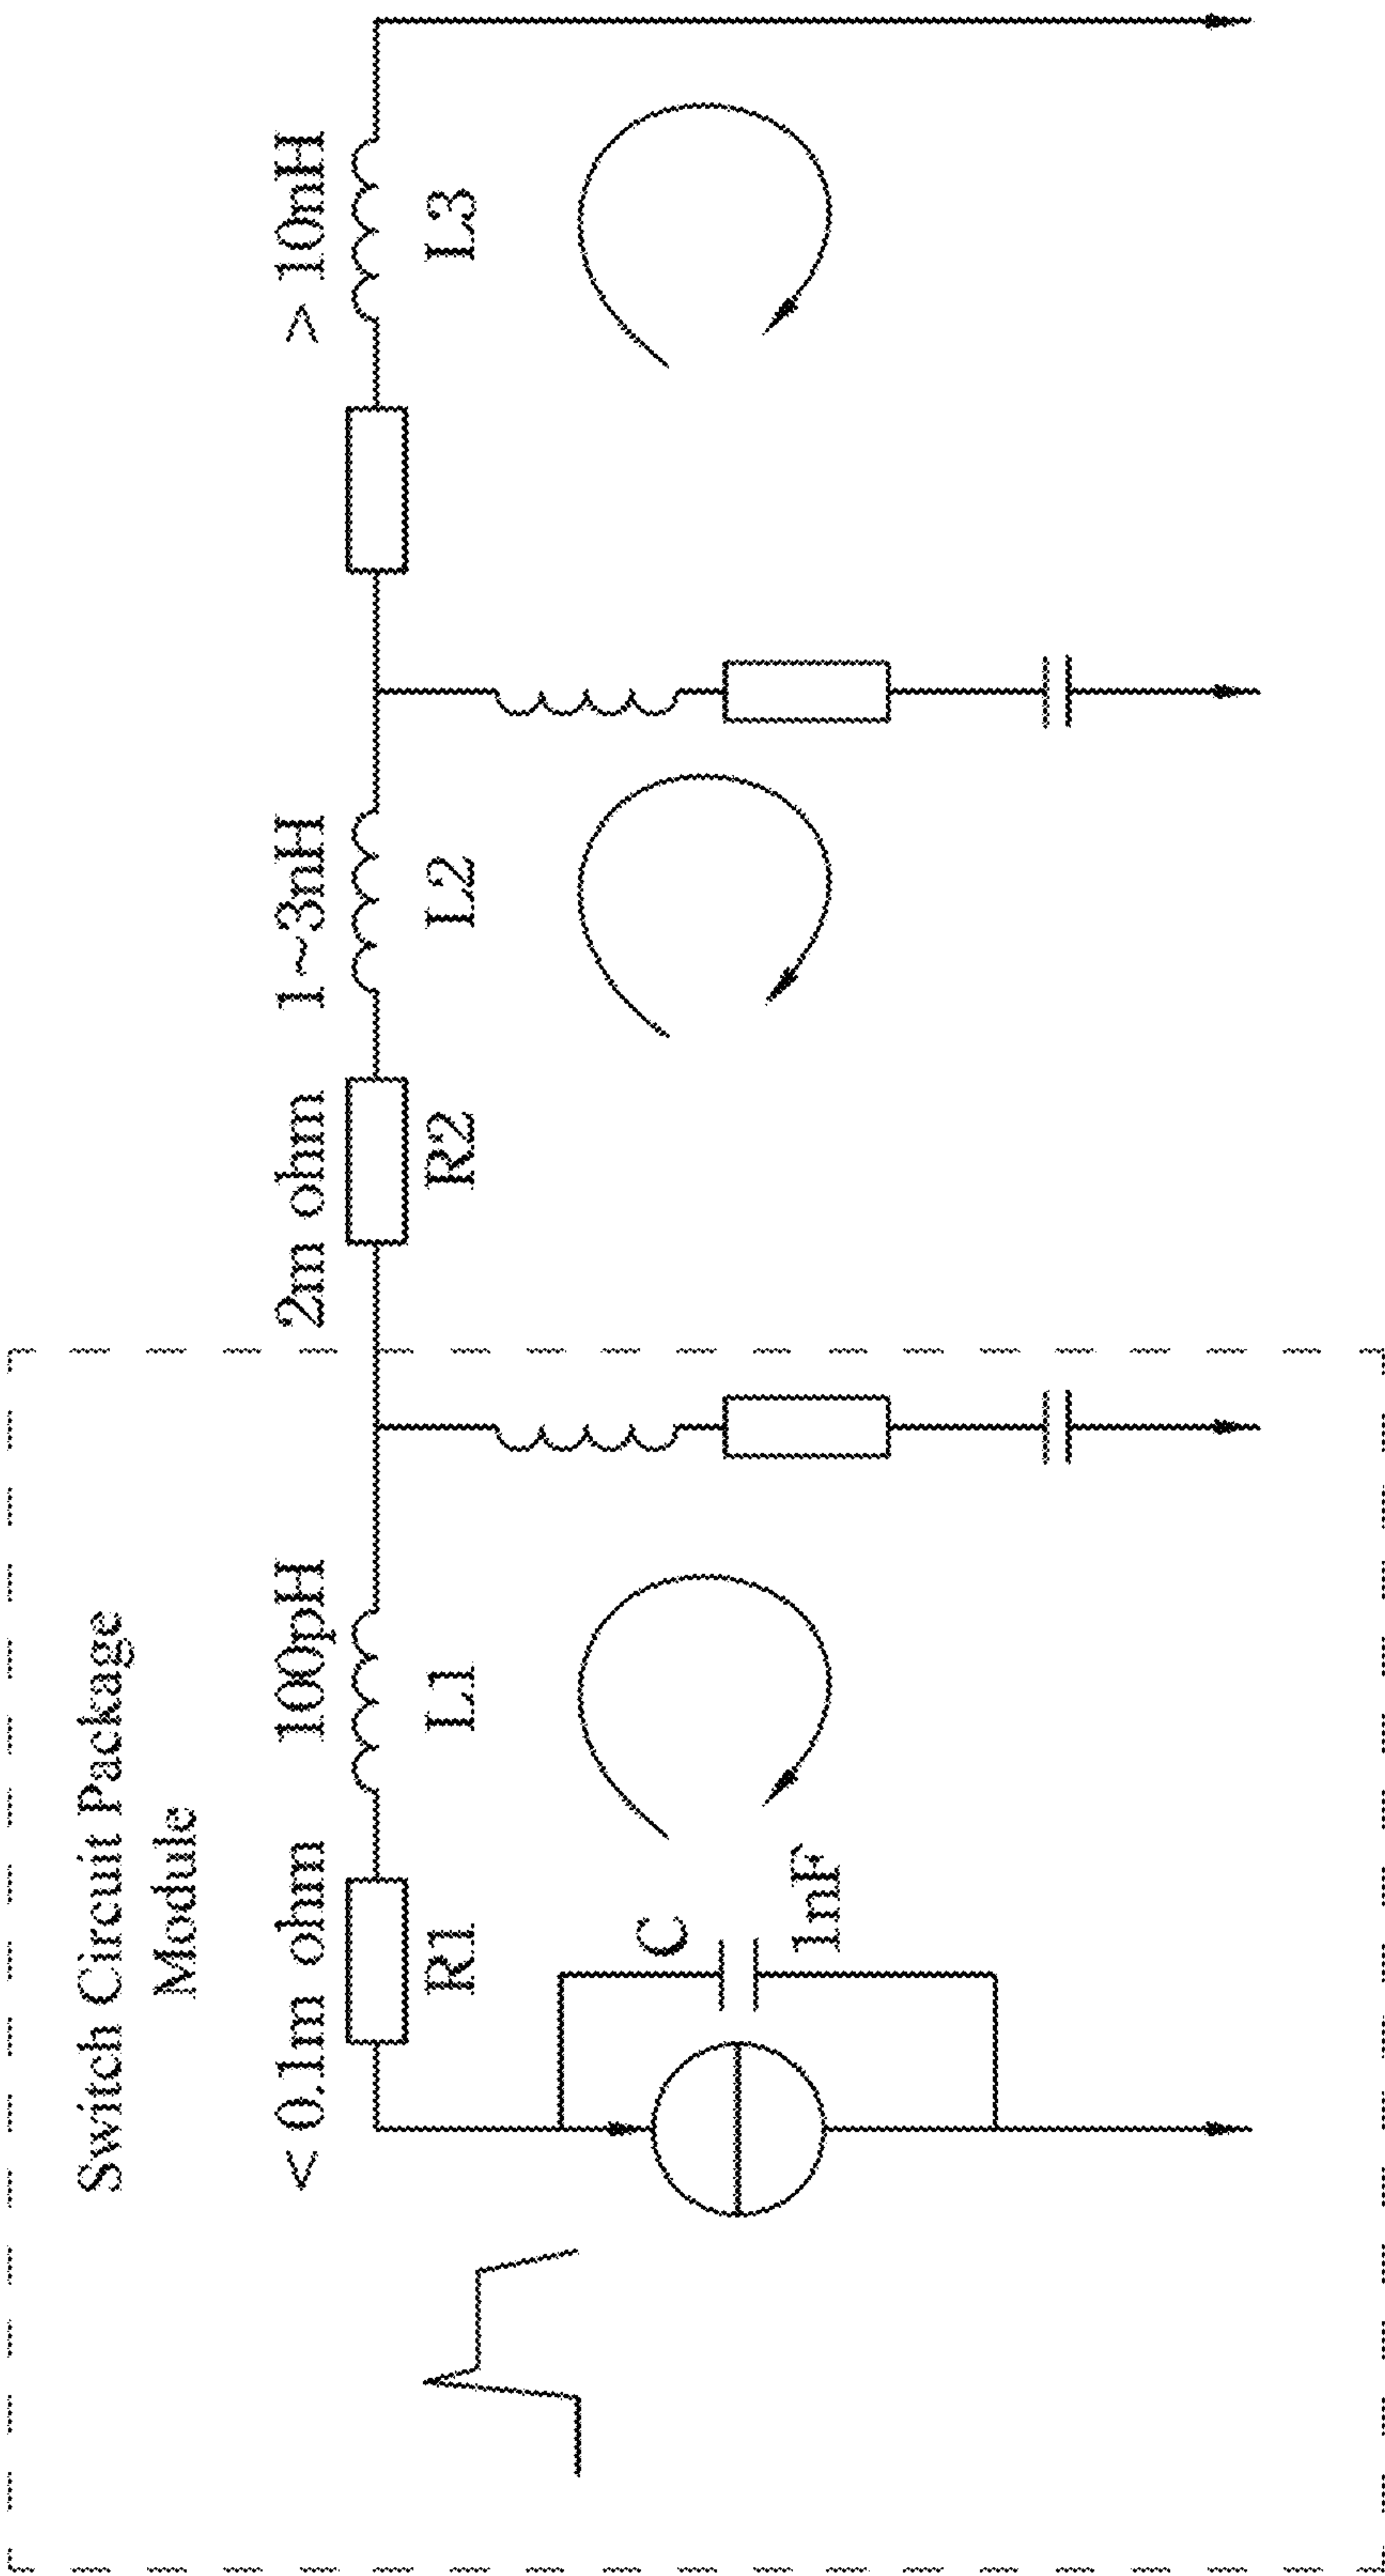 Switch Circuit Package
Module
< 0.1m ohm
100pH
2m ohm
1~3nH
> 10nH
R1
L1
R2
L2
L3
C
1nF